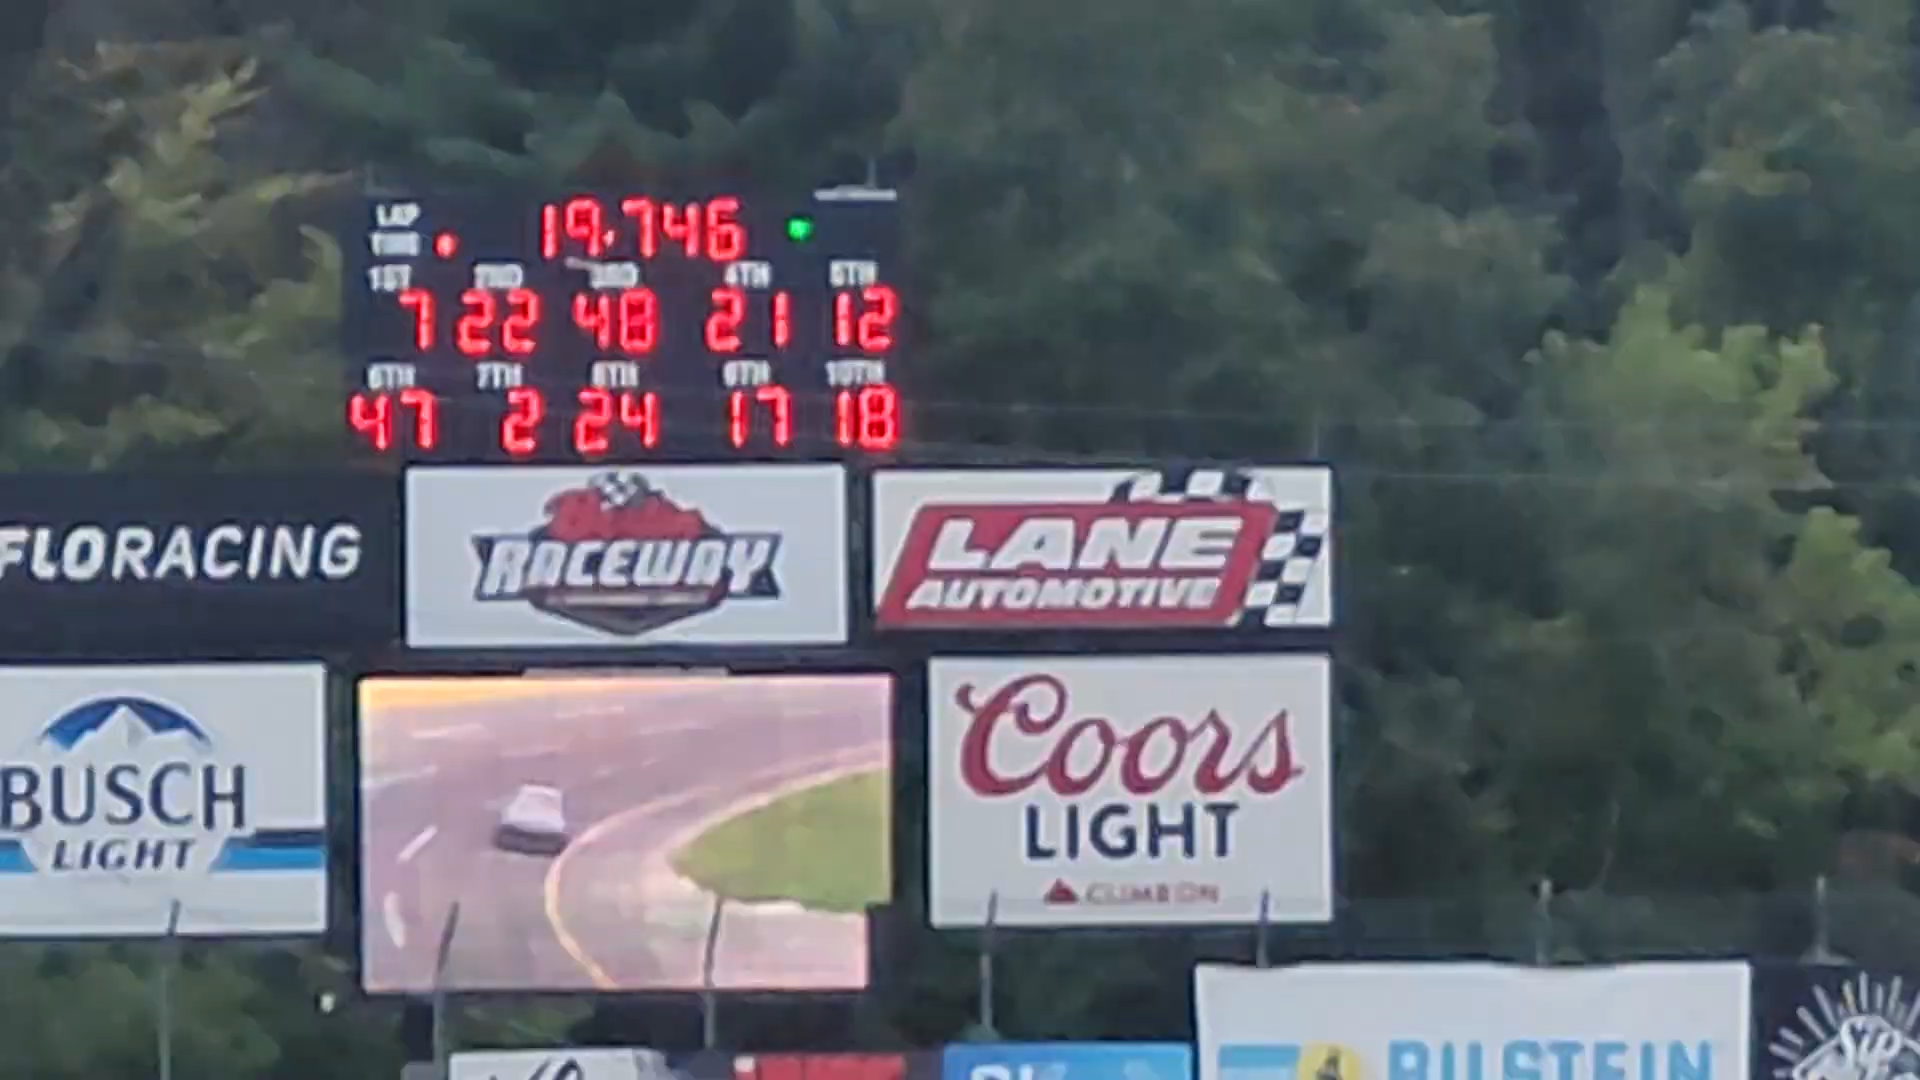 LAP
TIME 19.746
1ST 2ND 3RD 4TH 5TH
7 22 48 21 12
6TH 7TH 8TH 9TH 10TH
47 2 24 17 18
FLORACING
Berlin
RACEWAY
LANE
AUTOMOTIVE
BUSCH
LIGHT
Coors
LIGHT
CLIMB ON
BILSTEIN